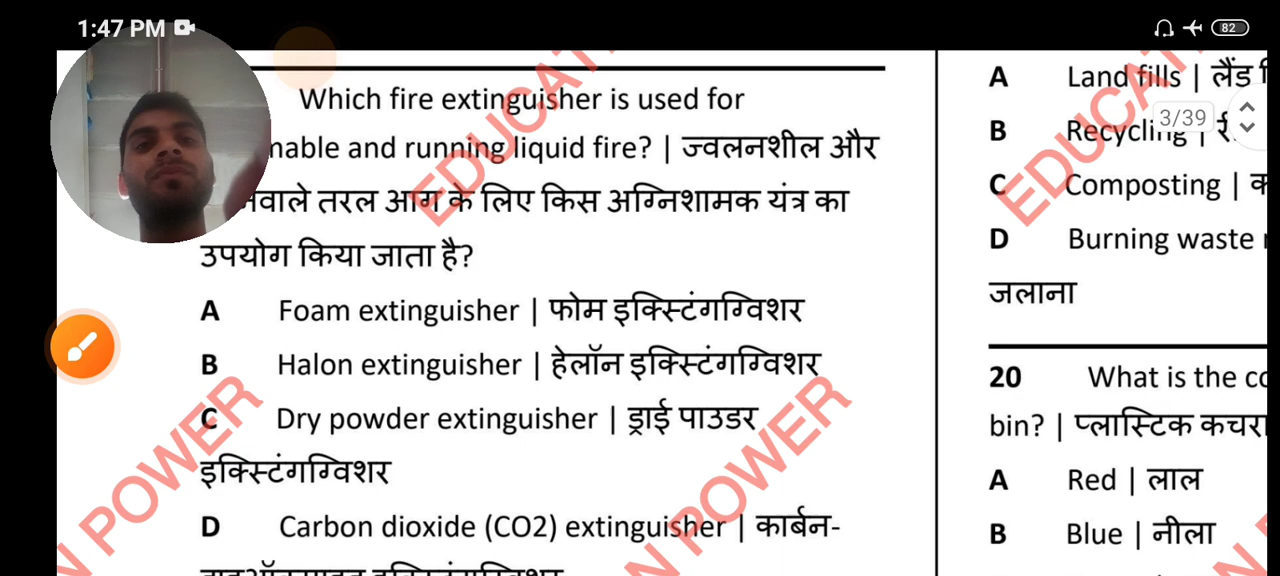 1:47 PM
82
Which fire extinguisher is used for
and running liquid fire? | ज्वलनशील और
तरल आग के लिए किस अग्निशामक यंत्र का
उपयोग किया जाता है?
A Foam extinguisher | फोम इक्स्टिंगग्विशर
B Halon extinguisher | हेलॉन इक्स्टिंगग्विशर
C Dry powder extinguisher | ड्राई पाउडर
इक्स्टिंगग्विशर
D Carbon dioxide (CO2) extinguisher | कार्बन-
A Land fills | लैंड
3/39
B Recycling |
C Composting |
D Burning waste
जलाना
20 What is the
bin? | प्लास्टिक कचरा
A Red | लाल
B Blue | नीला
POWER
POWER